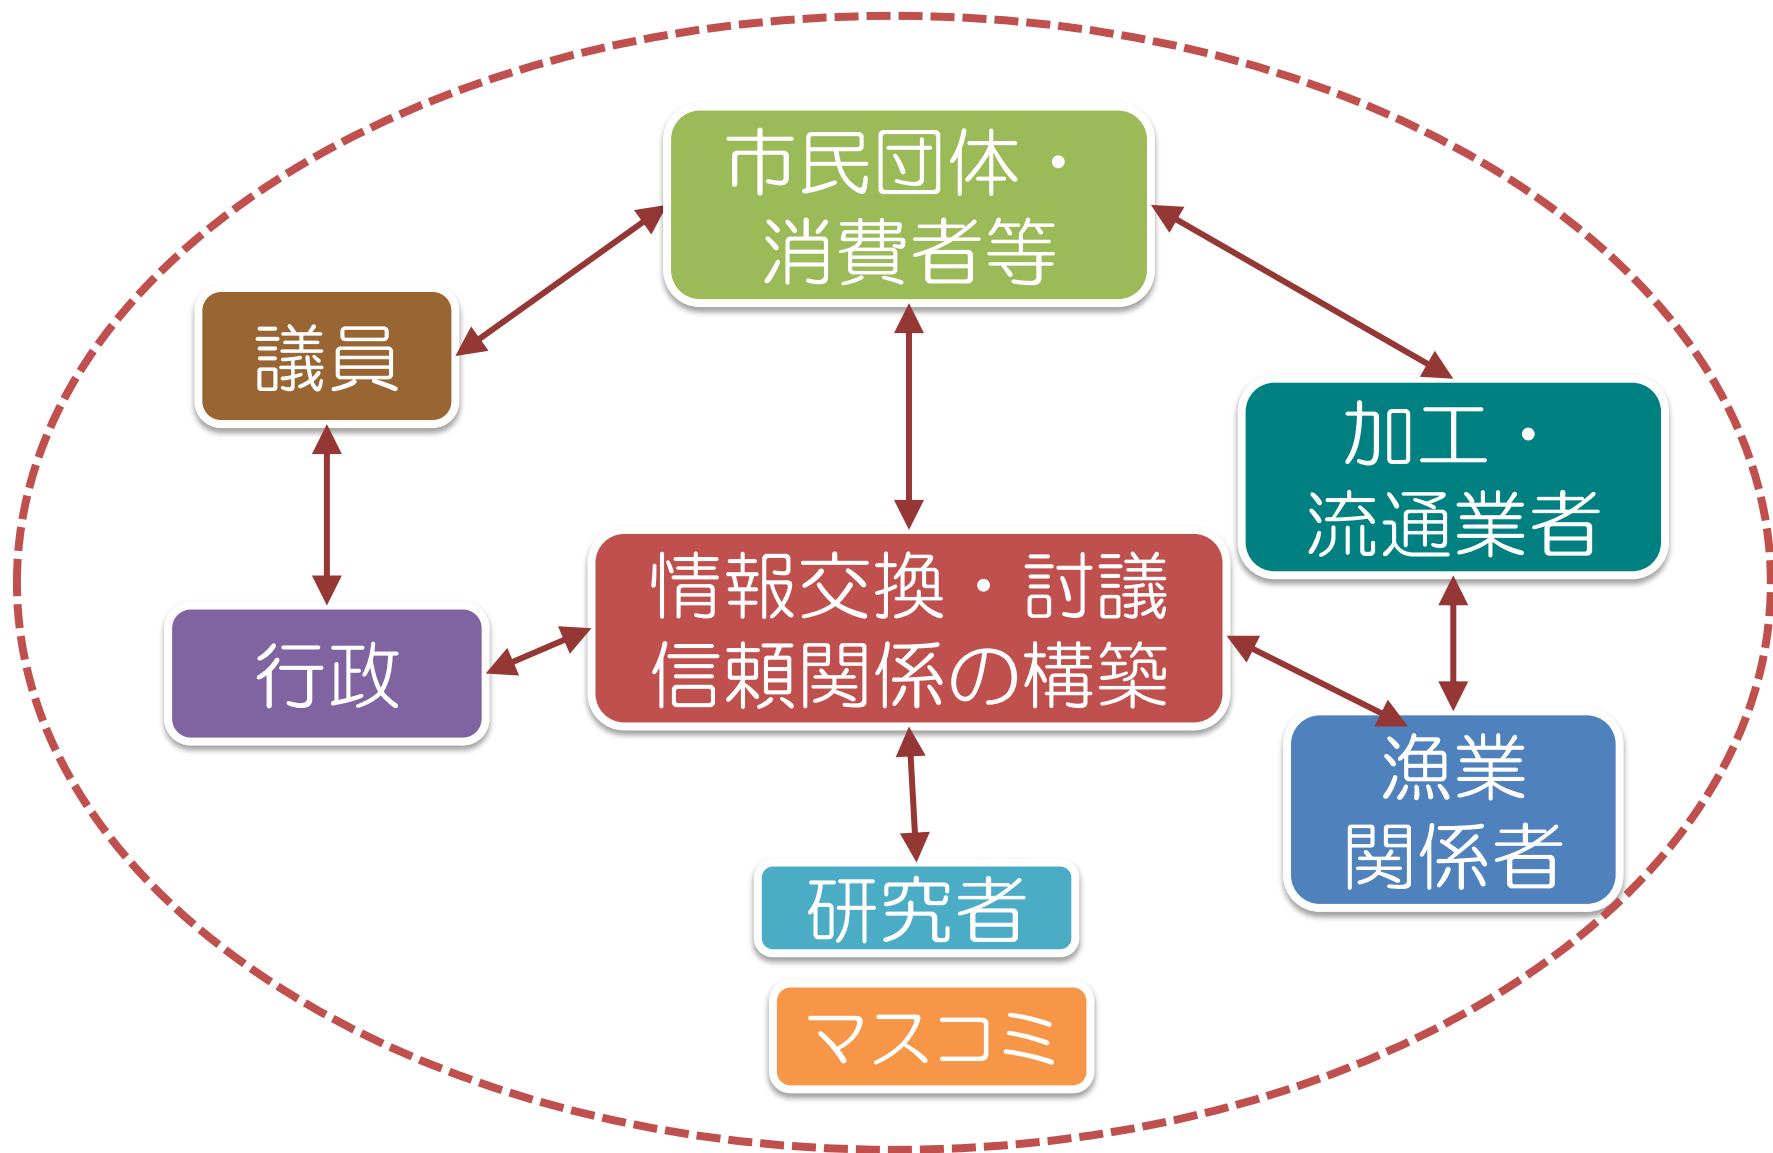 市民団体・
消費者等
議員
加工・
流通業者
情報交換・討議
信頼関係の構築
行政
漁業
関係者
研究者
マスコミ